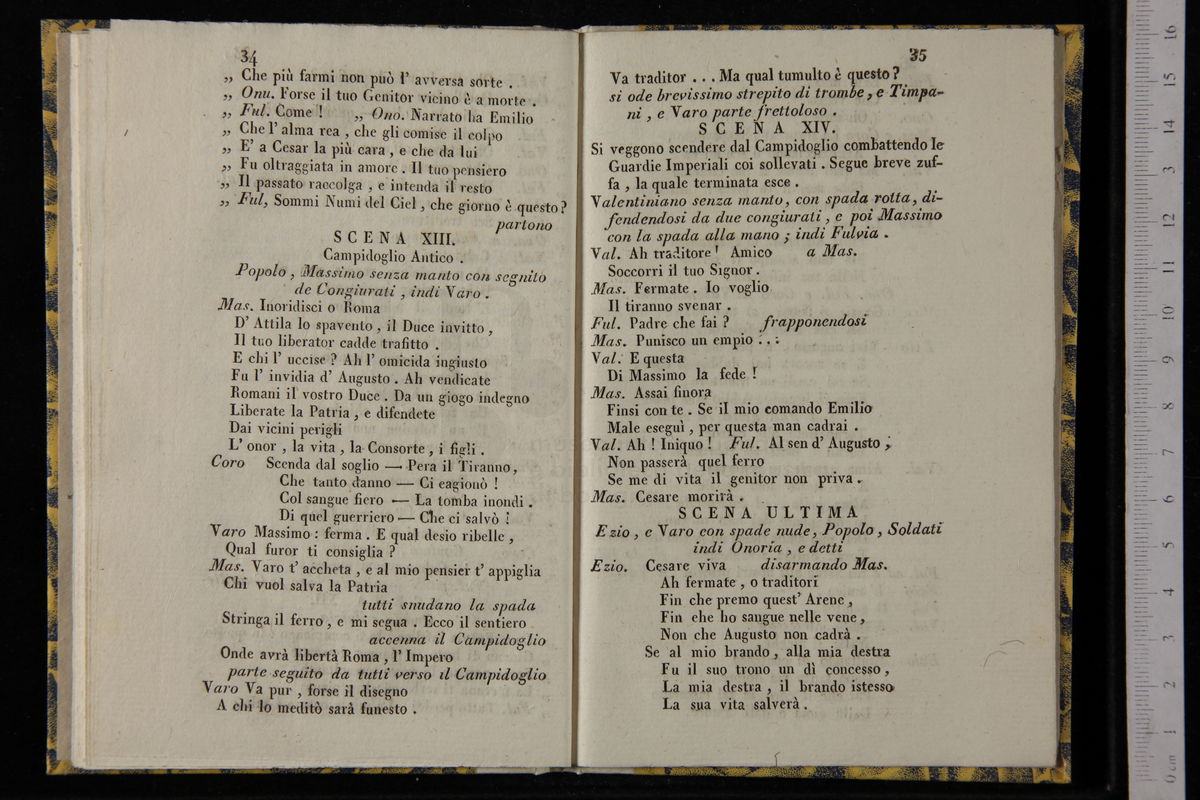 34
„ Che più farmi non può l' avversa sorte .
„ Onu. Forse il tuo Genitor vicino è a morte .
„ Ful. Come ! „ Ono. Narrato ha Emilio
„ Che l' alma rea , che gli comise il colpo
„ E' a Cesar la più cara , e che da lui
„ Fu oltraggiata in amore . Il tuo pensiero
„ Il passato raccolga , e intenda il resto
„ Ful, Sommi Numi del Ciel , che giorno è questo?
partono
SCENA XIII.
Campidoglio Antico .
Popolo , Massimo senza manto con segnito
de Congiurati , indi Varo .
Mas. Inoridisci o Roma
D' Attila lo spavento , il Duce invitto ,
Il tuo liberator cadde trafitto .
E chi l' uccise ? Ah l' omicida ingiusto
Fu l' invidia d' Augusto . Ah vendicate
Romani il vostro Duce . Da un giogo indegno
Liberate la Patria , e difendete
Dai vicini perigli
L' onor , la vita , la Consorte , i figli .
Coro Scenda dal soglio — Pera il Tiranno,
Che tanto danno — Ci eagionò !
Col sangue fiero — La tomba inondi .
Di quel guerriero — Che ci salvò !
Varo Massimo : ferma . E qual desio ribelle ,
Qual furor ti consiglia ?
Mas. Varo t' accheta , e al mio pensier t' appiglia
Chi vuol salva la Patria
tutti snudano la spada
Stringa il ferro , e mi segua . Ecco il sentiero
accenna il Campidoglio
Onde avrà libertà Roma , l' Impero
parte seguito da tutti verso il Campidoglio
Varo Va pur , forse il disegno
A chi lo meditò sarà funesto .
35
Va traditor . . . Ma qual tumulto è questo ?
si ode brevissimo strepito di trombe , e Timpa-
ni , e Varo parte frettoloso .
SCENA XIV.
Si veggono scendere dal Campidoglio combattendo le
Guardie Imperiali coi sollevati . Segue breve zuf-
fa , la quale terminata esce .
Valentiniano senza manto, con spada rotta, di-
fendendosi da due congiurati , e poi Massimo
con la spada alla mano ; indi Fulvia .
Val. Ah traditore ! Amico a Mas.
Soccorri il tuo Signor .
Mas. Fermate . Io voglio
Il tiranno svenar .
Ful. Padre che fai ? frapponendosi
Mas. Punisco un empio . . .
Val. E questa
Di Massimo la fede !
Mas. Assai finora
Finsi con te . Se il mio comando Emilio
Male eseguì , per questa man cadrai .
Val. Ah ! Iniquo ! Ful. Al sen d' Augusto ;
Non passerà quel ferro
Se me di vita il genitor non priva .
Mas. Cesare morirà .
SCENA ULTIMA
Ezio , e Varo con spade nude, Popolo , Soldati
indi Onoria , e detti
Ezio. Cesare viva disarmando Mas.
Ah fermate , o traditori
Fin che premo quest' Arene ,
Fin che ho sangue nelle vene ,
Non che Augusto non cadrà .
Se al mio brando , alla mia destra
Fu il suo trono un dì concesso ,
La mia destra , il brando istesso
La sua vita salverà .
0 cm 1 2 3 4 5 6 7 8 9 10 11 12 13 14 15 16